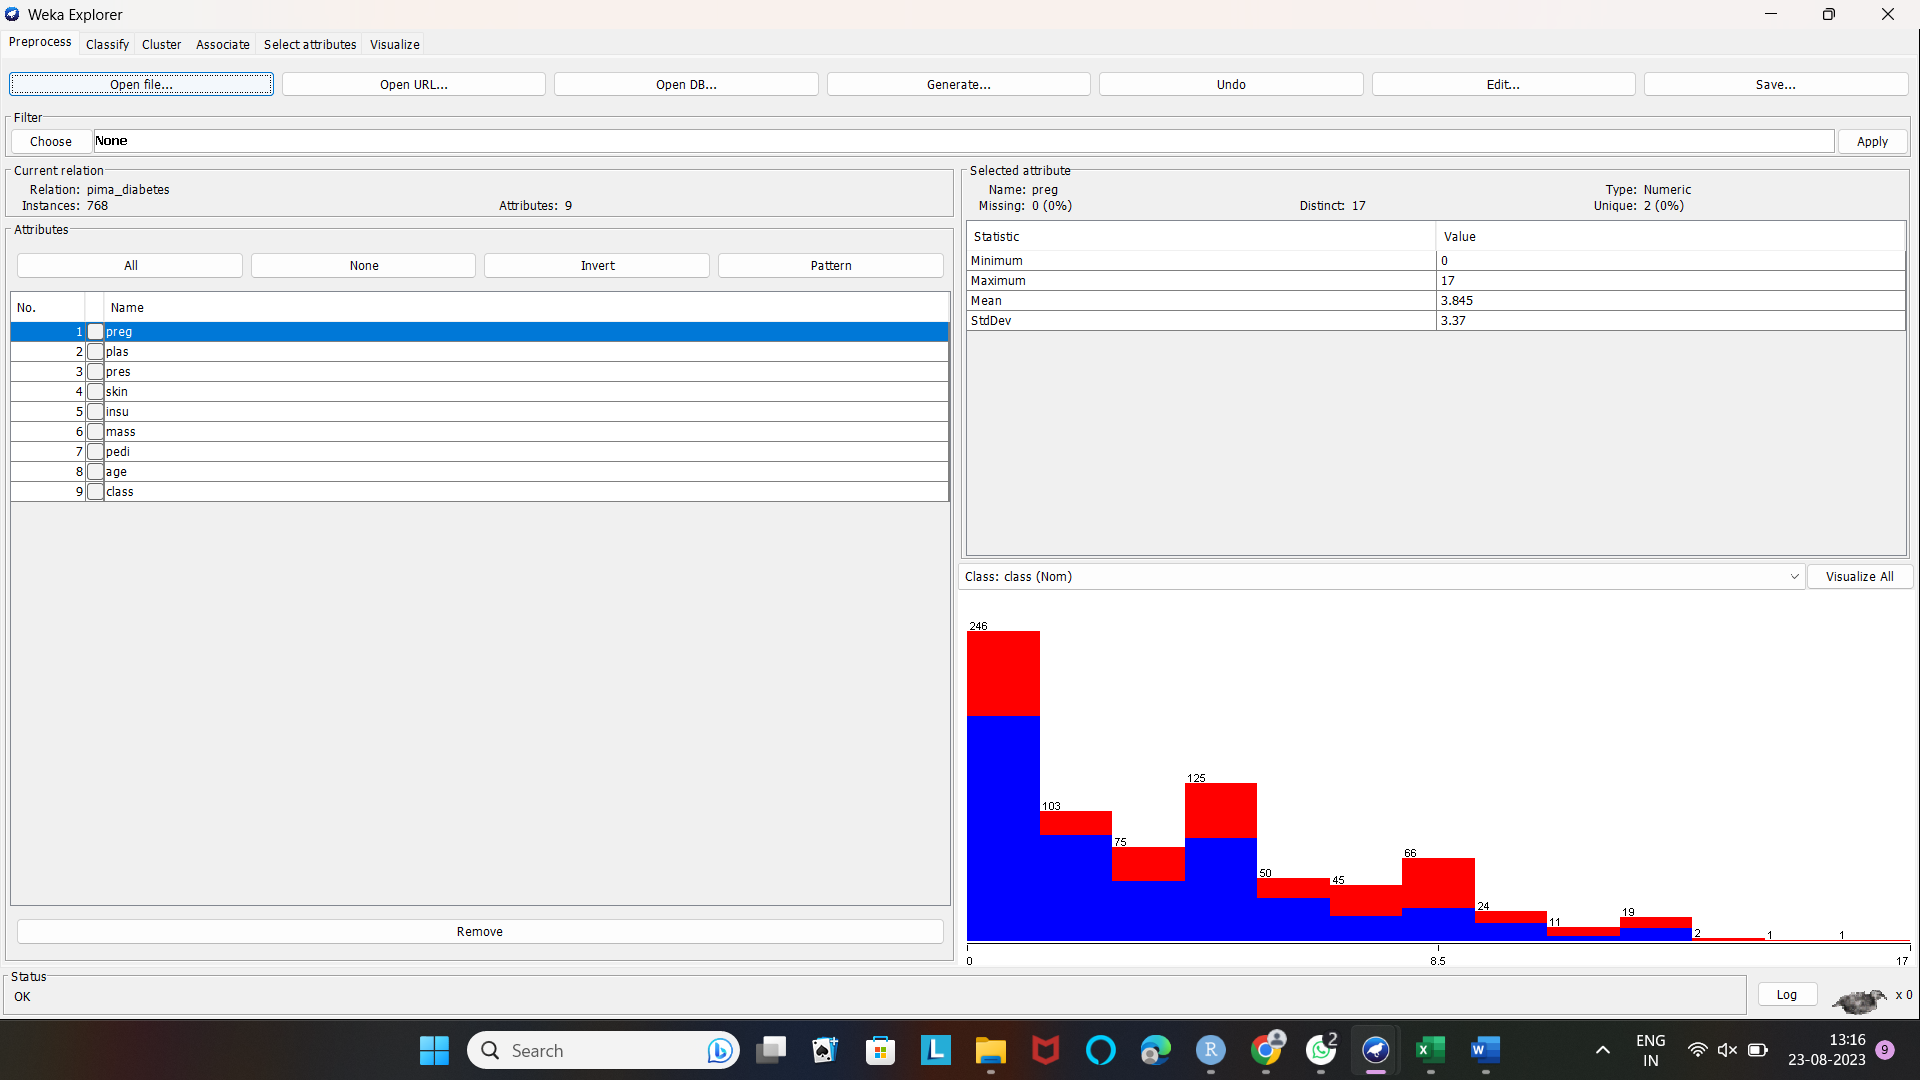 Weka Explorer
Preprocess Classify Cluster Associate Select attributes Visualize
Open file... Open URL... Open DB... Generate... Undo Edit... Save...
Filter
Choose None Apply
Current relation
Relation: pima_diabetes
Instances: 768 Attributes: 9
Attributes
All None Invert Pattern
No. Name
1 preg
2 plas
3 pres
4 skin
5 insu
6 mass
7 pedi
8 age
9 class
Remove
Selected attribute
Name: preg Type: Numeric
Missing: 0 (0%) Distinct: 17 Unique: 2 (0%)
Statistic Value
Minimum 0
Maximum 17
Mean 3.845
StdDev 3.37
Class: class (Nom) Visualize All
246
103
75
125
50
45
66
24
11
19
2
1
1
0 8.5 17
Status
OK
Log x 0
Search
L
R
2
X
W
ENG
IN
13:16
23-08-2023
9